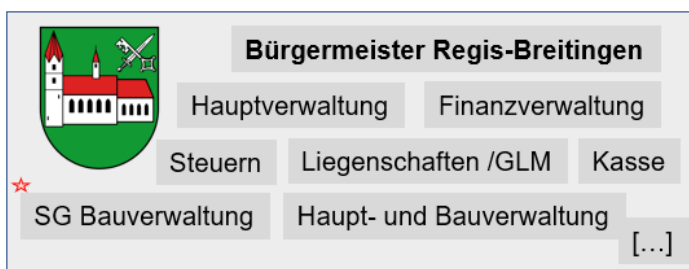 Bürgermeister Regis-Breitingen
Hauptverwaltung Finanzverwaltung
Steuern Liegenschaften /GLM Kasse
SG Bauverwaltung Haupt- und Bauverwaltung
[...]